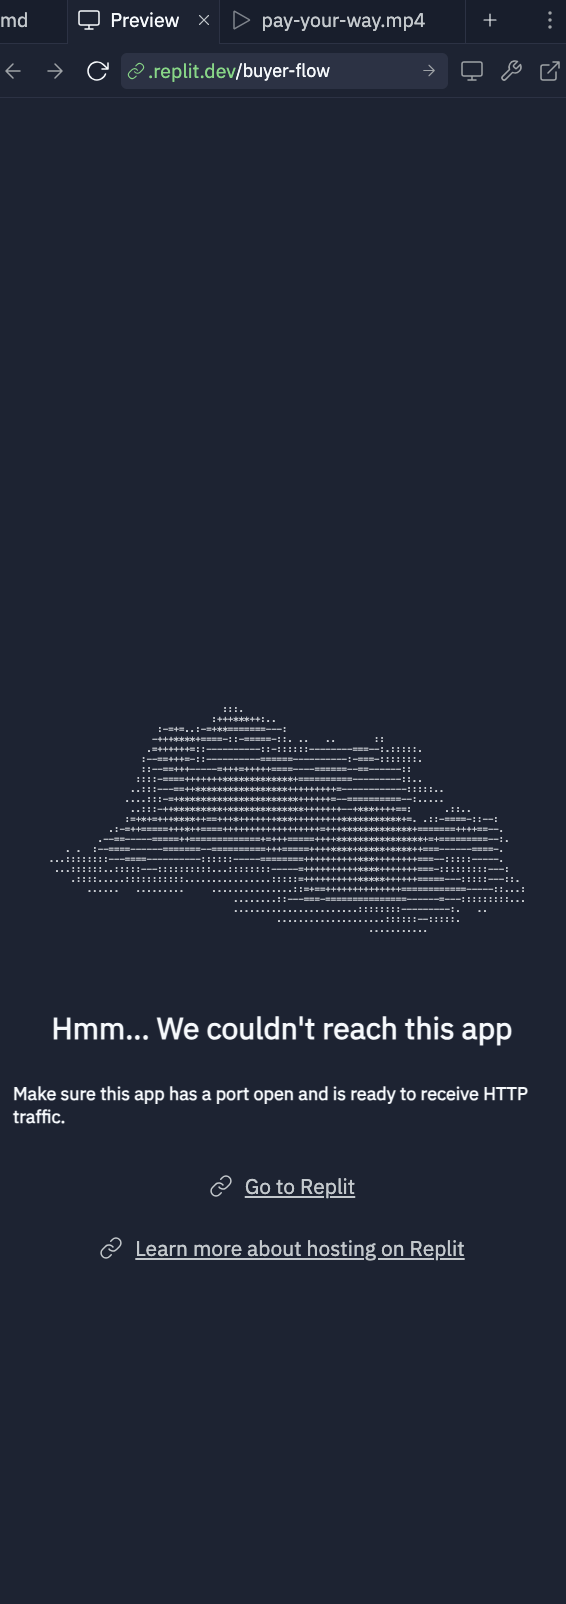 md
Preview
pay-your-way.mp4
.replit.dev/buyer-flow
Hmm... We couldn't reach this app
Make sure this app has a port open and is ready to receive HTTP
traffic.
Go to Replit
Learn more about hosting on Replit